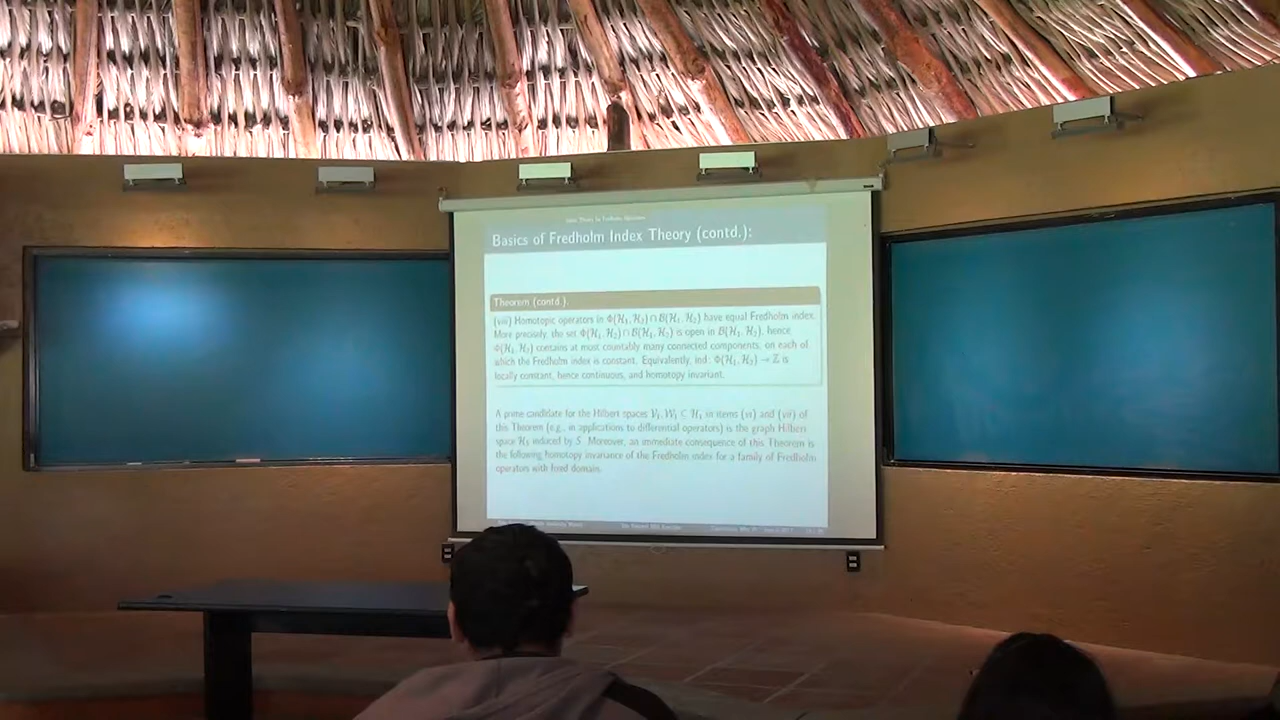 Index Theory for Fredholm Operators
Basics of Fredholm Index Theory (contd.):
Theorem (contd.).
(viii) Homotopic operators in Φ(H₁, H₂) ∩ B(H₁, H₂) have equal Fredholm index.
More precisely, the set Φ(H₁, H₂) ∩ B(H₁, H₂) is open in B(H₁, H₂), hence
Φ(H₁, H₂) contains at most countably many connected components, on each of
which the Fredholm index is constant. Equivalently, ind: Φ(H₁, H₂) → ℤ is
locally constant, hence continuous, and homotopy invariant.
A prime candidate for the Hilbert spaces V₁, W₁ ⊆ H₁ in items (vi) and (vii) of
this Theorem (e.g., in applications to differential operators) is the graph Hilbert
space H_S induced by S. Moreover, an immediate consequence of this Theorem is
the following homotopy invariance of the Fredholm index for a family of Fredholm
operators with fixed domain.